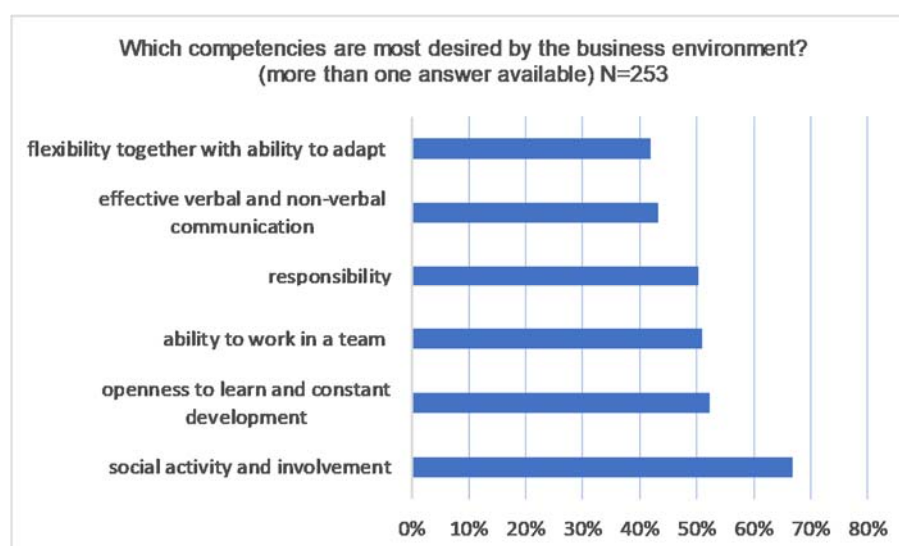 Which competencies are most desired by the business environment?
(more than one answer available) N=253
flexibility together with ability to adapt
effective verbal and non-verbal
communication
responsibility
ability to work in a team
openness to learn and constant
development
social activity and involvement
0% 10% 20% 30% 40% 50% 60% 70% 80%